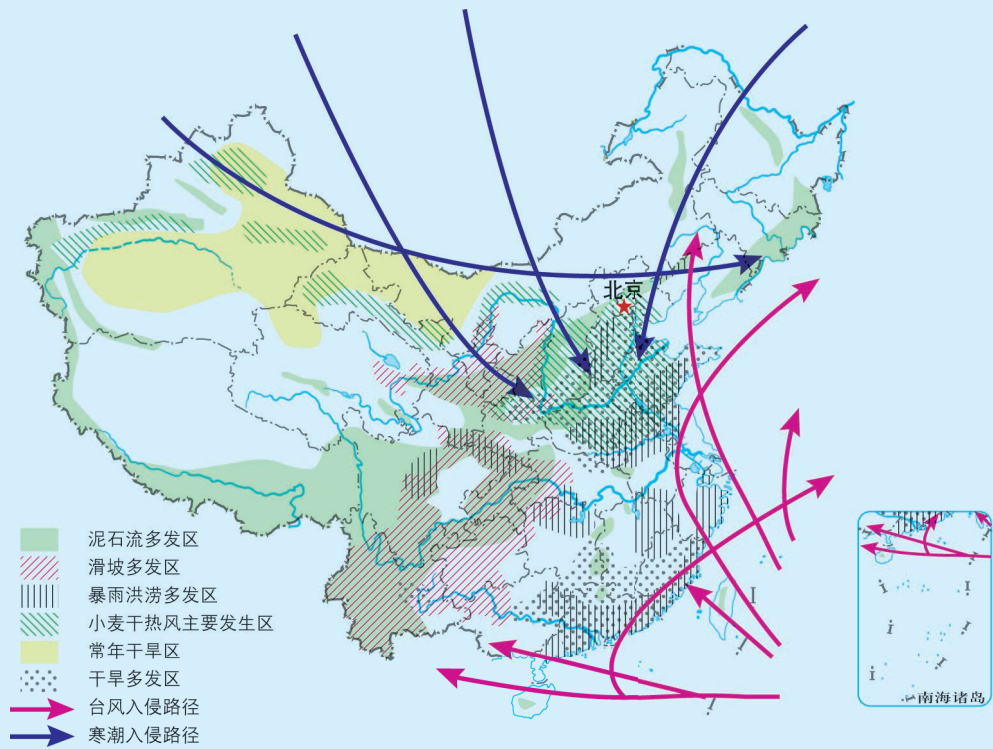 北京
泥石流多发区
滑坡多发区
暴雨洪涝多发区
小麦干热风主要发生区
常年干旱区
干旱多发区
台风入侵路径
寒潮入侵路径
南海诸岛